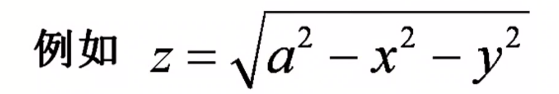 例如 z = √(a² − x² − y²)